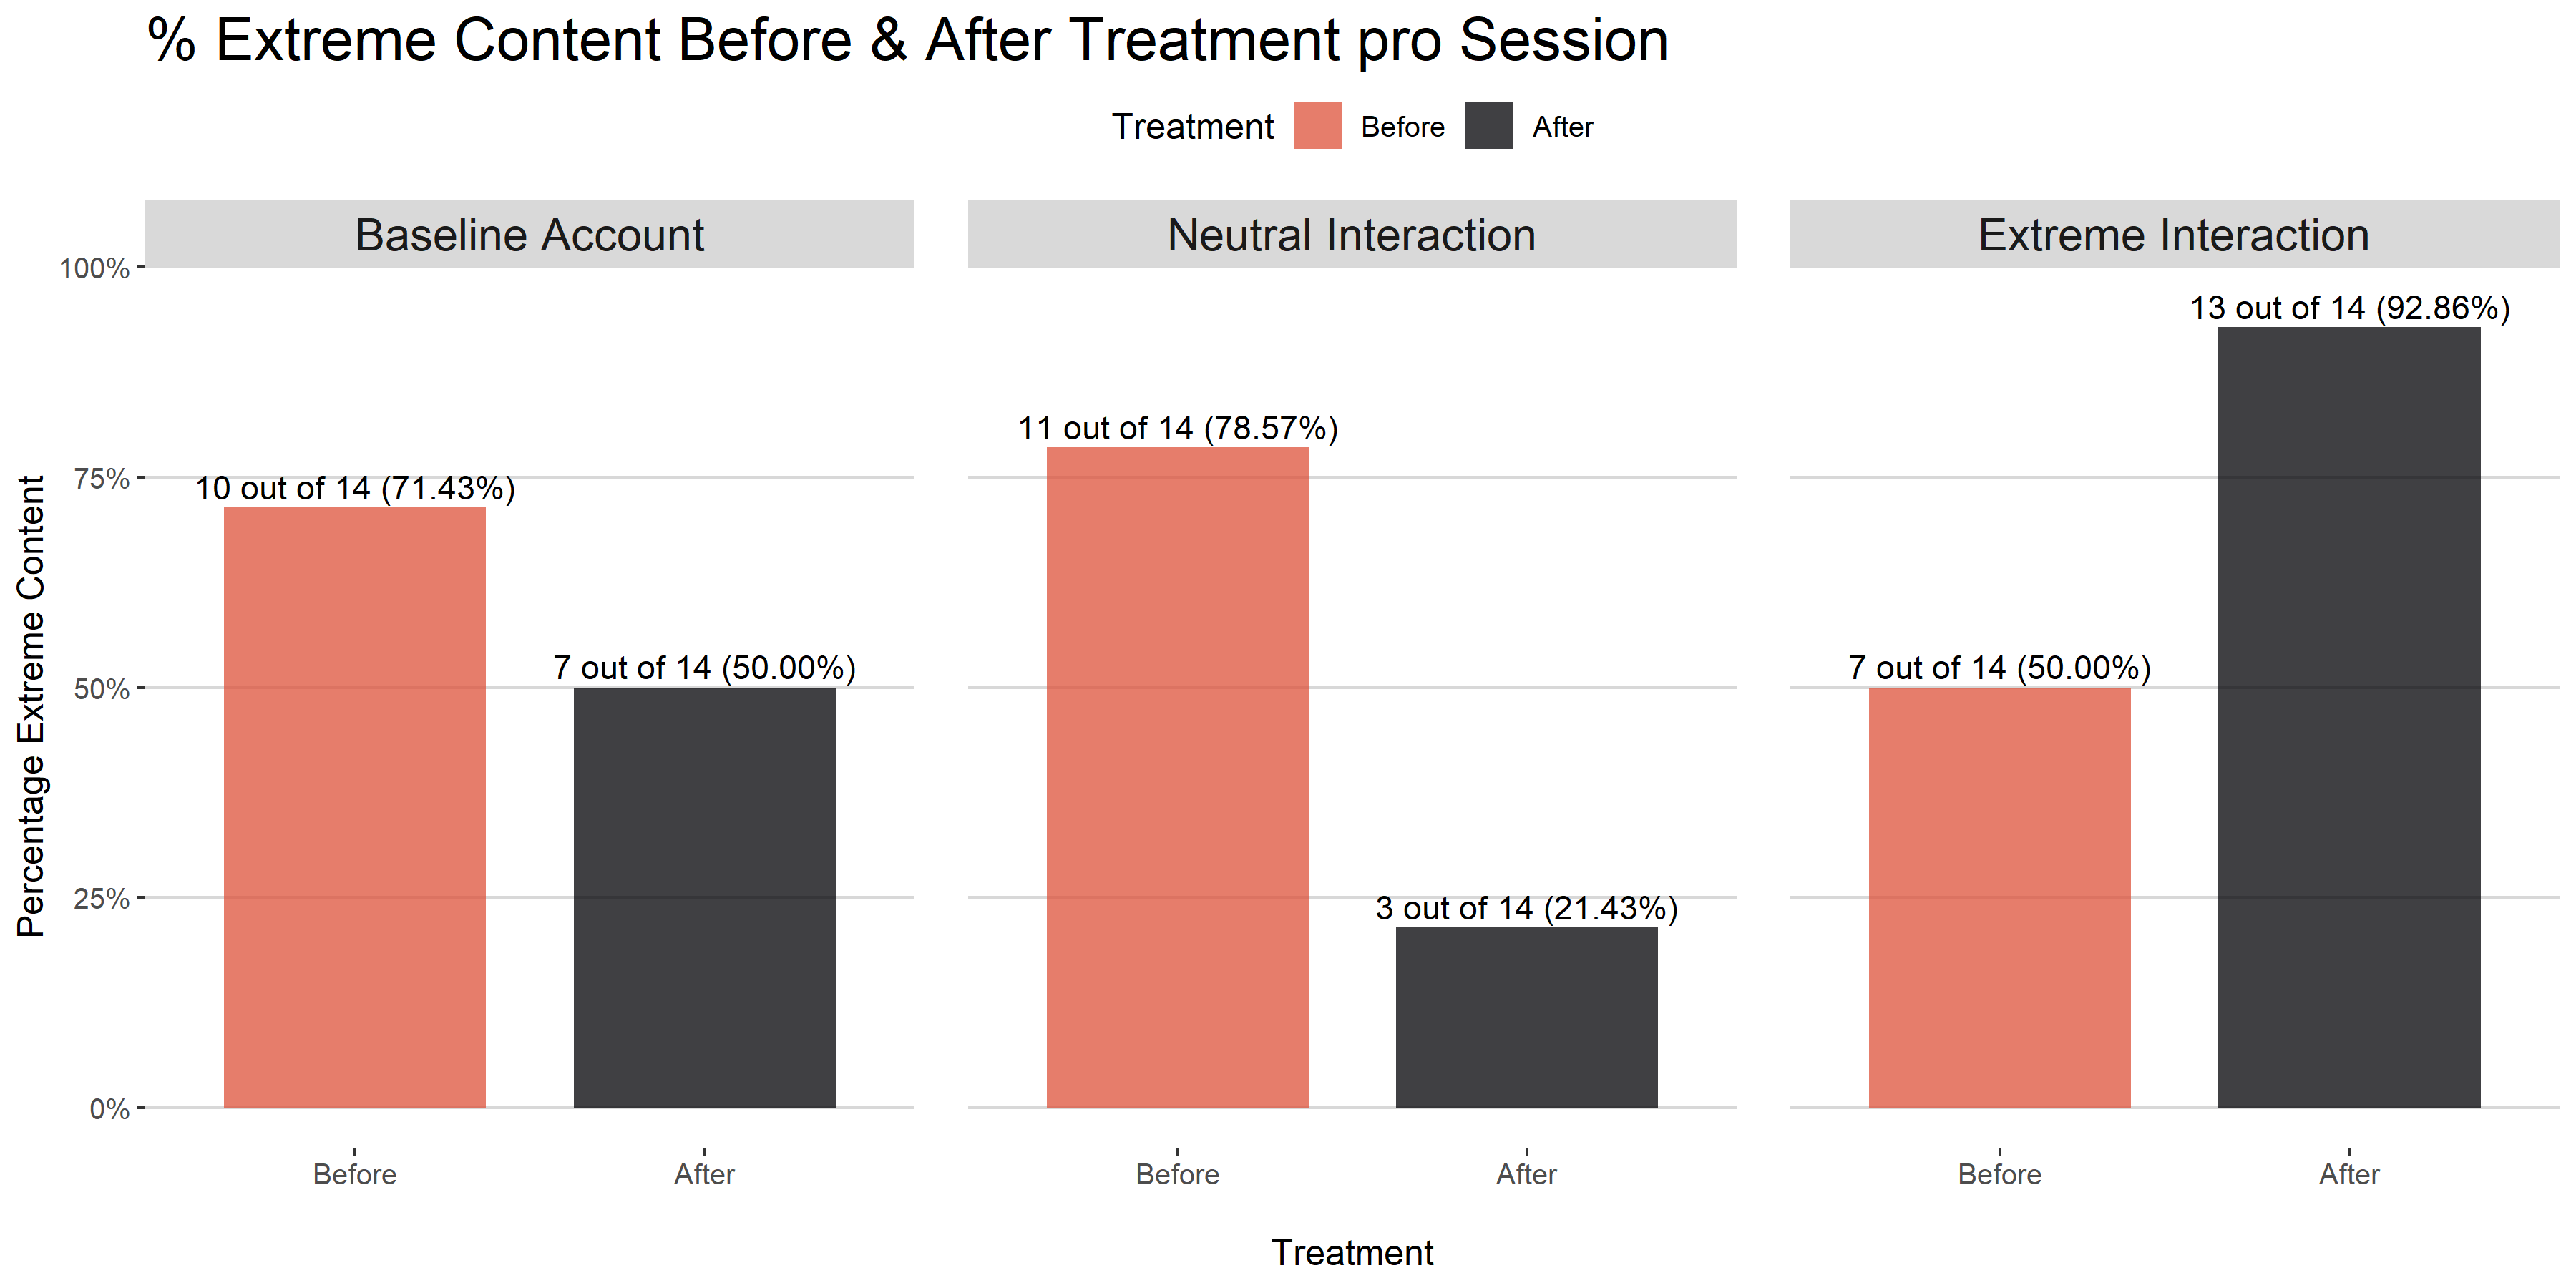 % Extreme Content Before & After Treatment pro Session
Treatment Before After
Baseline Account
Neutral Interaction
Extreme Interaction
Percentage Extreme Content
100%
75%
50%
25%
0%
10 out of 14 (71.43%)
7 out of 14 (50.00%)
11 out of 14 (78.57%)
3 out of 14 (21.43%)
7 out of 14 (50.00%)
13 out of 14 (92.86%)
Before After
Before After
Before After
Treatment